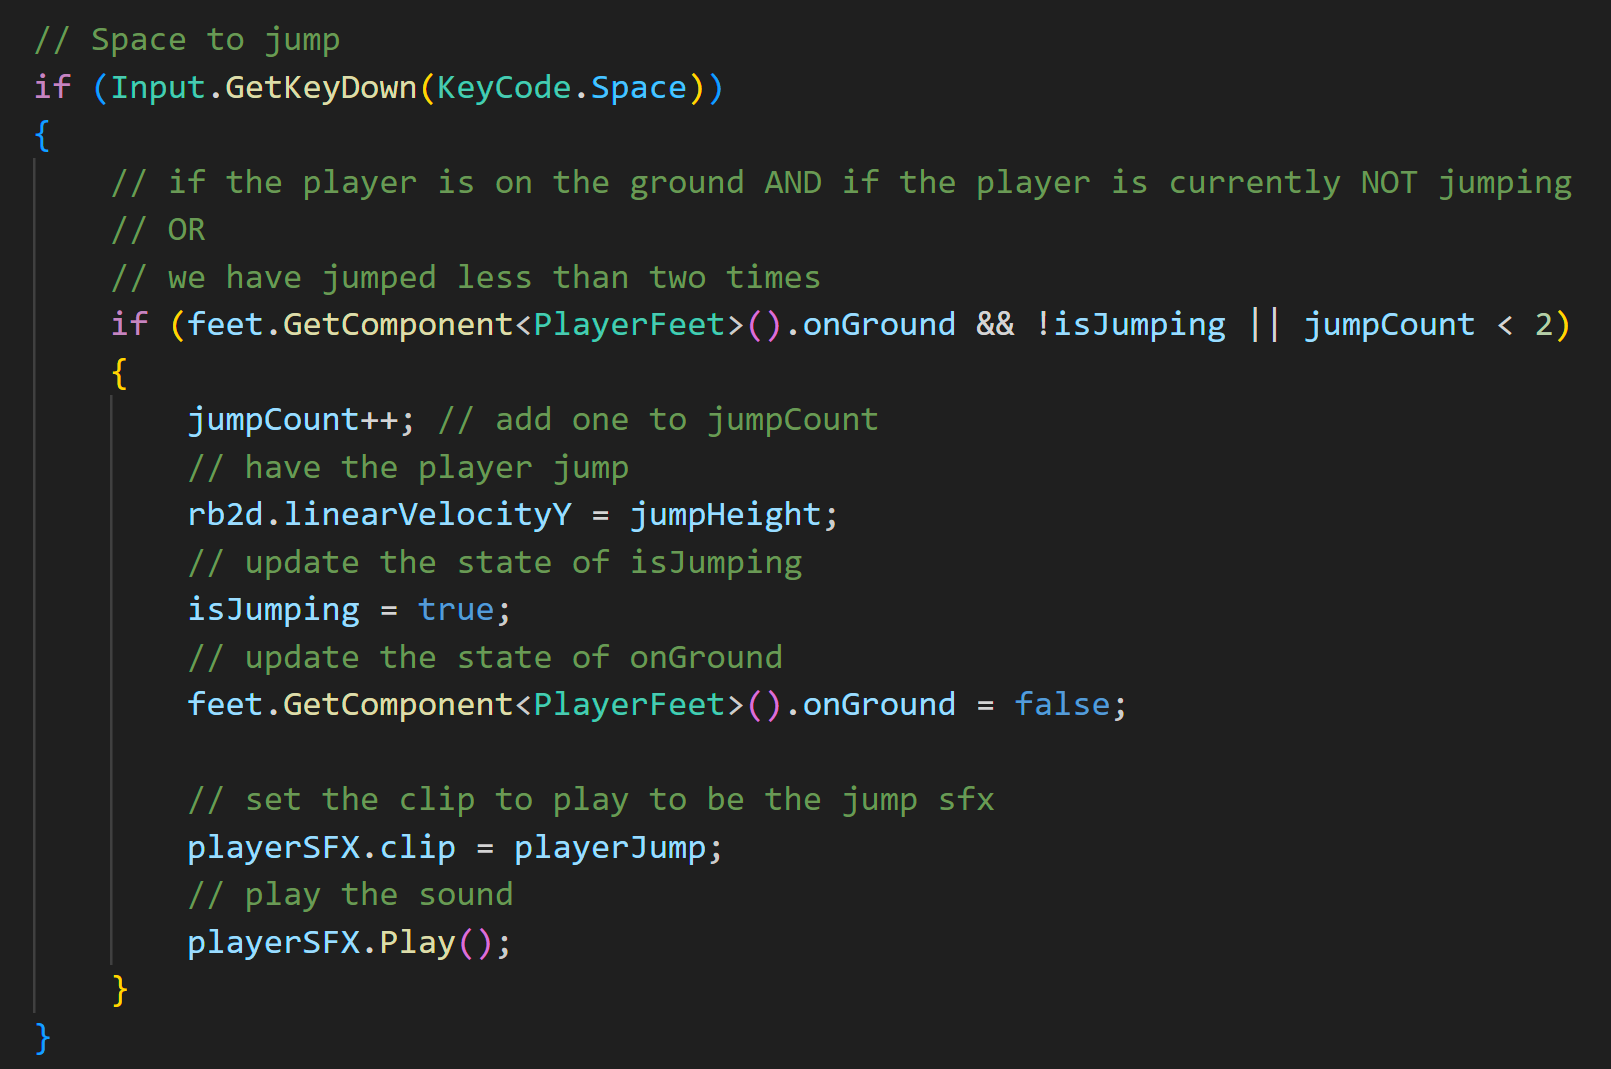 // Space to jump
if (Input.GetKeyDown(KeyCode.Space))
{
    // if the player is on the ground AND if the player is currently NOT jumping
    // OR
    // we have jumped less than two times
    if (feet.GetComponent<PlayerFeet>().onGround && !isJumping || jumpCount < 2)
    {
        jumpCount++; // add one to jumpCount
        // have the player jump
        rb2d.linearVelocityY = jumpHeight;
        // update the state of isJumping
        isJumping = true;
        // update the state of onGround
        feet.GetComponent<PlayerFeet>().onGround = false;

        // set the clip to play to be the jump sfx
        playerSFX.clip = playerJump;
        // play the sound
        playerSFX.Play();
    }
}